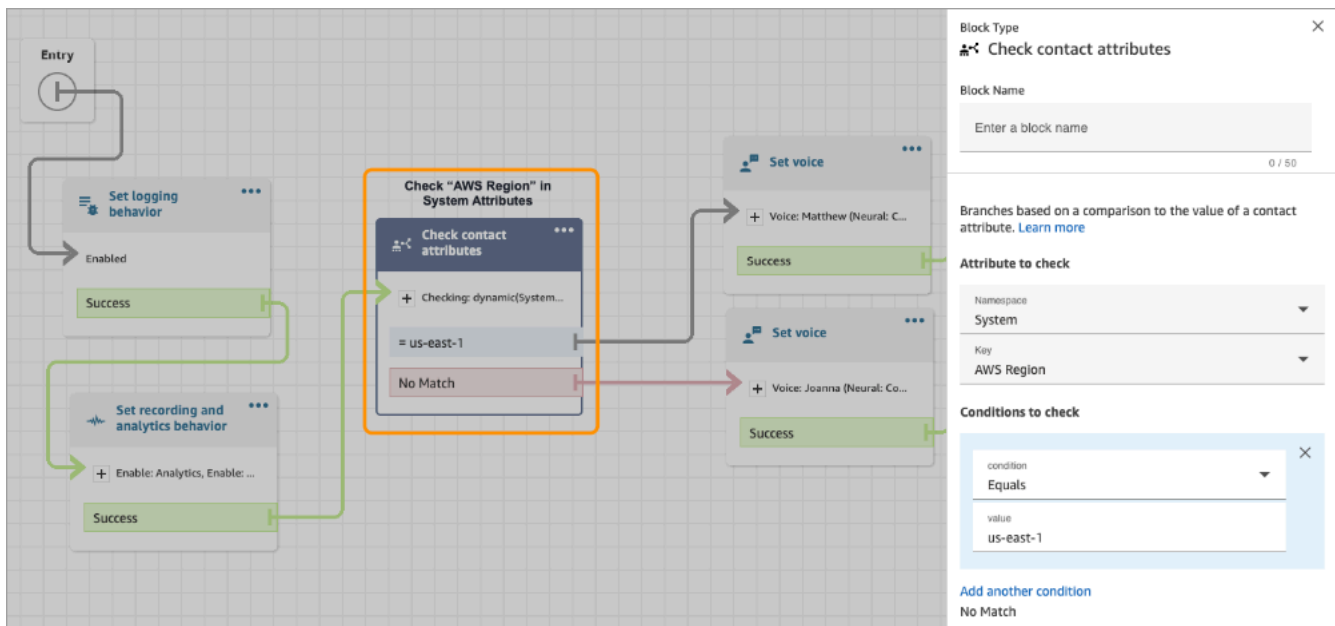 Entry
Set logging
behavior
Enabled
Success
Set recording and
analytics behavior
Enable: Analytics, Enable: ...
Success
Check "AWS Region" in
System Attributes
Check contact
attributes
Checking: dynamic(System...
= us-east-1
No Match
Set voice
Voice: Matthew (Neural: C...
Success
Set voice
Voice: Joanna (Neural: Co...
Success
Block Type
Check contact attributes
Block Name
Enter a block name
0 / 50
Branches based on a comparison to the value of a contact
attribute. Learn more
Attribute to check
Namespace
System
Key
AWS Region
Conditions to check
condition
Equals
value
us-east-1
Add another condition
No Match